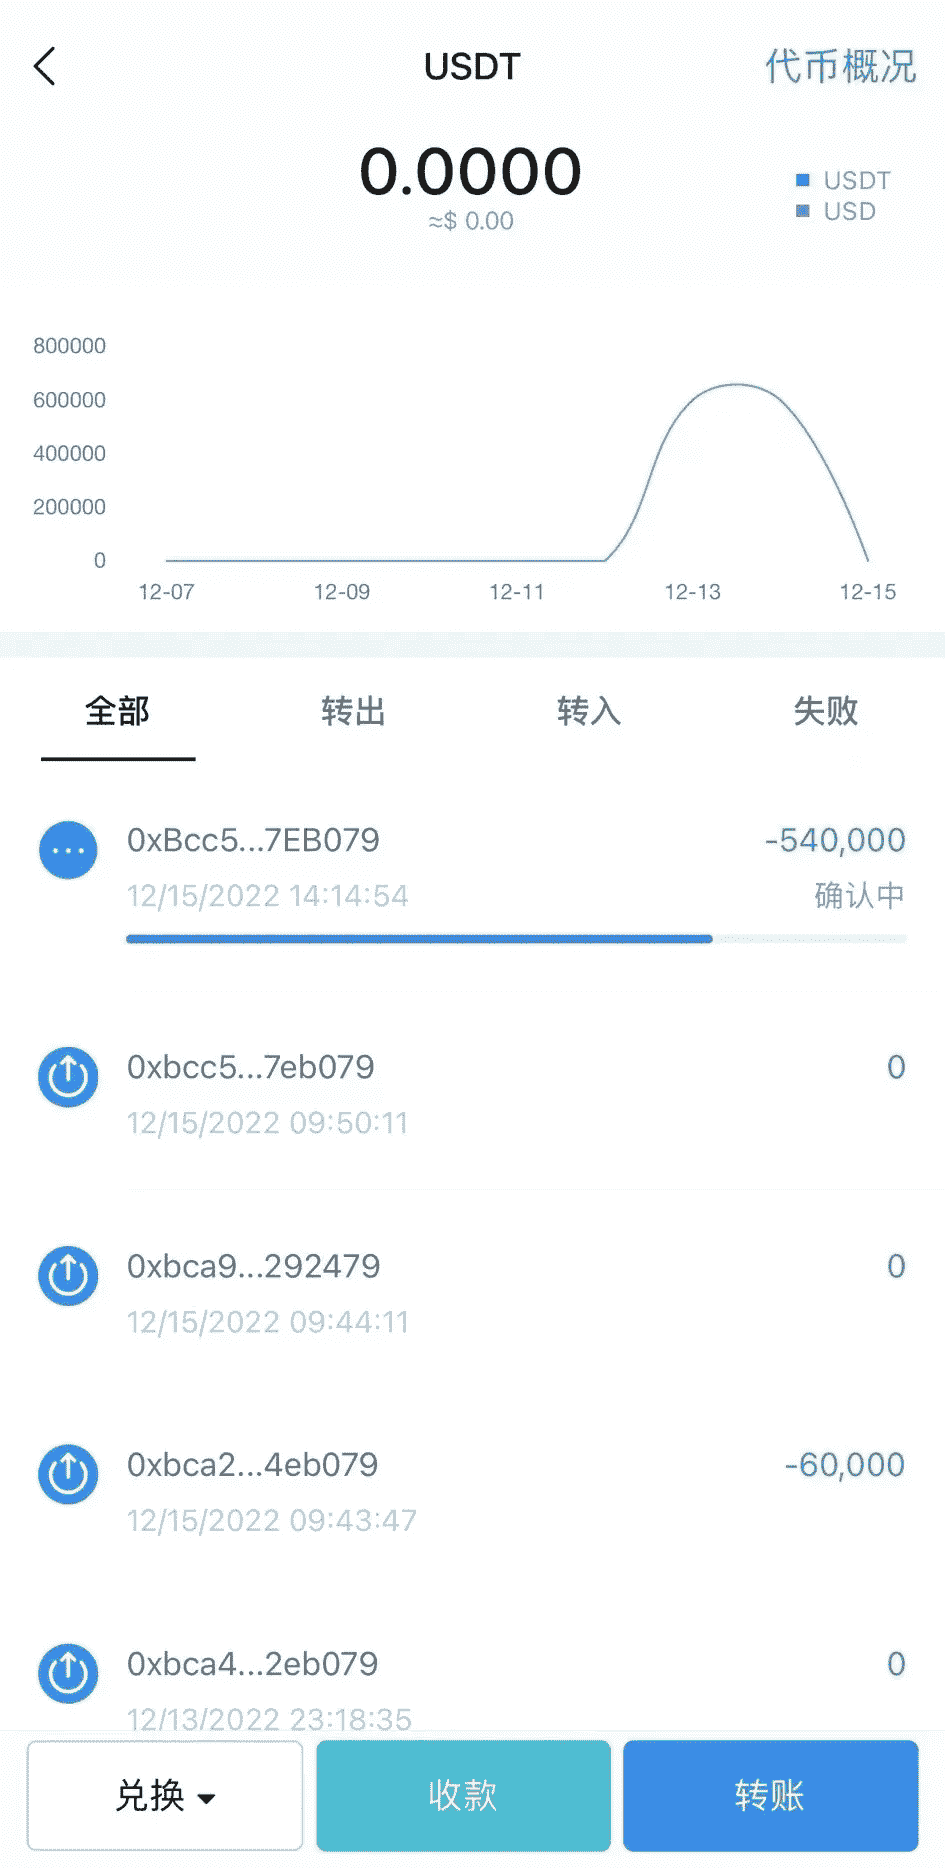 USDT
代币概况
0.0000
≈$ 0.00
USDT
USD
800000
600000
400000
200000
0
12-07
12-09
12-11
12-13
12-15
全部
转出
转入
失败
0xBcc5...7EB079
-540,000
12/15/2022 14:14:54
确认中
0xbcc5...7eb079
0
12/15/2022 09:50:11
0xbca9...292479
0
12/15/2022 09:44:11
0xbca2...4eb079
-60,000
12/15/2022 09:43:47
0xbca4...2eb079
0
12/13/2022 23:18:35
兑换
收款
转账